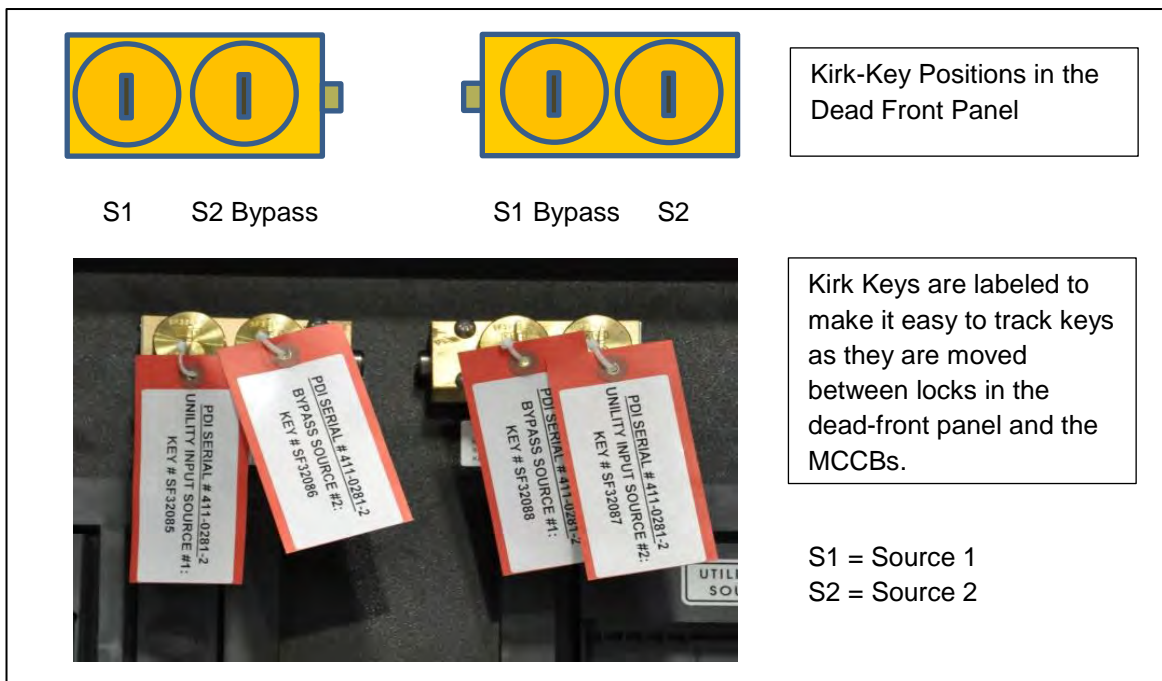 Kirk-Key Positions in the
Dead Front Panel
S1 S2 Bypass S1 Bypass S2
PDI SERIAL # 411-0281-2
UNILITY INPUT SOURCE #1:
KEY # SF32085
PDI SERIAL # 411-0281-2
BYPASS SOURCE #2:
KEY # SF32086
PDI SERIAL # 411-0281-2
BYPASS SOURCE #1:
KEY # SF32088
PDI SERIAL # 411-0281-2
UNILITY INPUT SOURCE #2:
KEY # SF32087
Kirk Keys are labeled to
make it easy to track keys
as they are moved
between locks in the
dead-front panel and the
MCCBs.
S1 = Source 1
S2 = Source 2